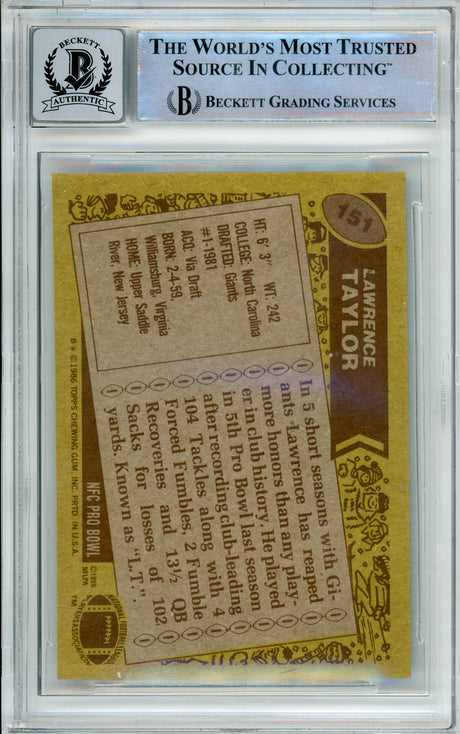 BECKETT
B
AUTHENTIC
THE WORLD'S MOST TRUSTED
SOURCE IN COLLECTING™
B BECKETT GRADING SERVICES
151
LAWRENCE
TAYLOR
HT: 6' 3" WT: 242
COLLEGE: North Carolina
DRAFTED: Giants
#1-1981
ACQ: Via Draft
BORN: 2-4-59,
Williamsburg, Virginia
HOME: Upper Saddle
River, New Jersey
In 5 short seasons with Gi-
ants Lawrence has reaped
more honors than any play-
er in club history. He played
in 5th Pro Bowl last season
after recording club-leading
104 Tackles along with 4
Forced Fumbles, 2 Fumble
Recoveries and 13½ QB
Sacks for losses of 102
yards. Known as "L.T.".
NFC PRO BOWL
B * © 1986 TOPPS CHEWING GUM, INC. PRTD. IN U.S.A.
©1986
NFLPA
TM